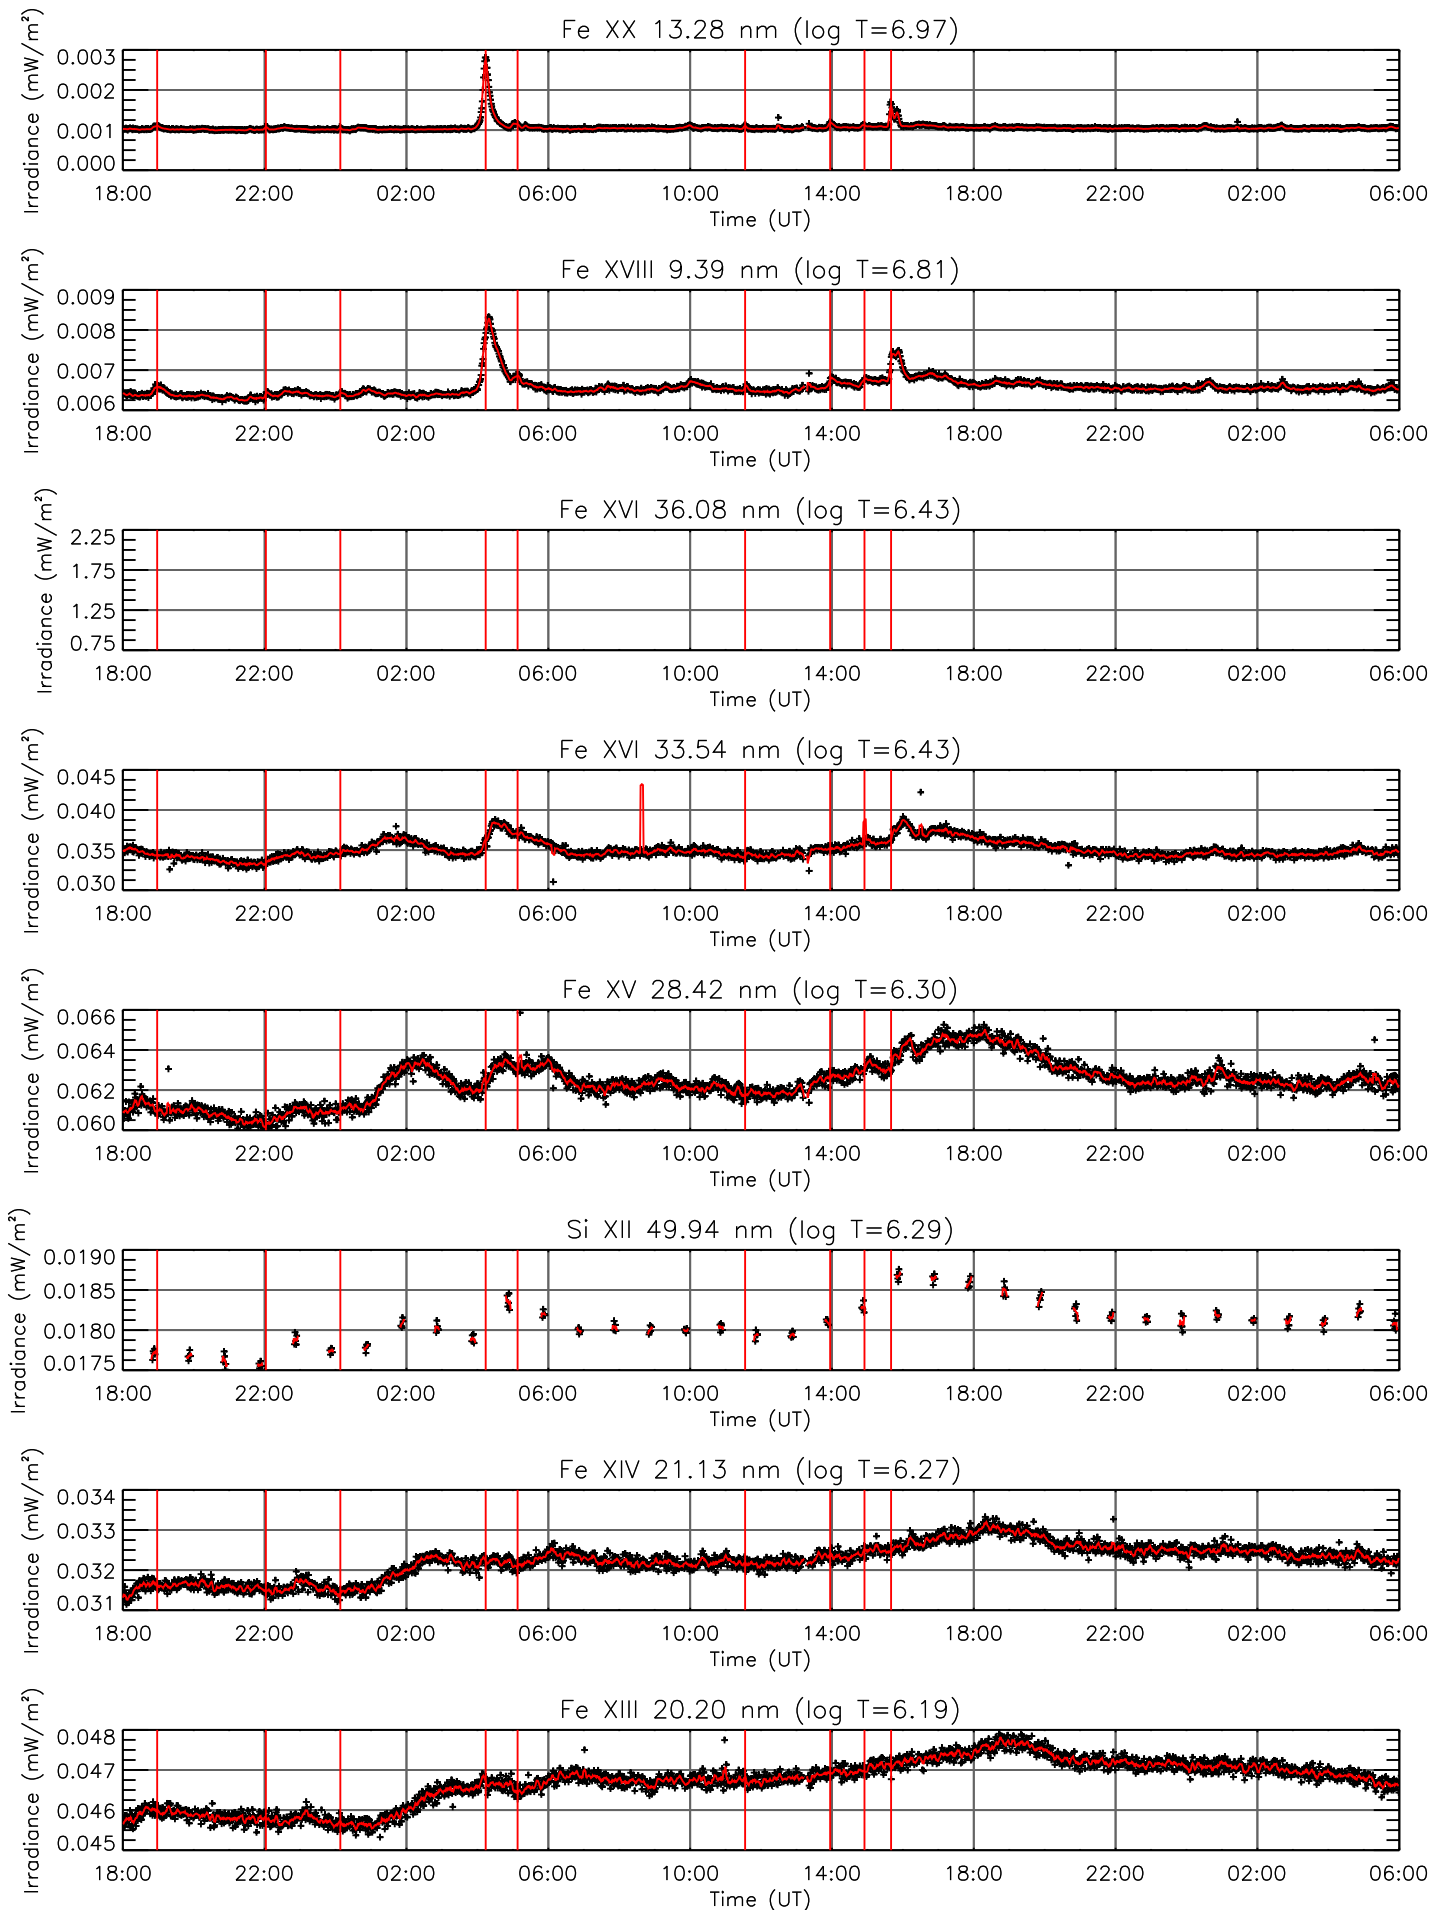 Fe XX 13.28 nm (log T=6.97)
Irradiance (mW/m²)
0.003
0.002
0.001
0.000
18:00 22:00 02:00 06:00 10:00 14:00 18:00 22:00 02:00 06:00
Time (UT)
Fe XVIII 9.39 nm (log T=6.81)
Irradiance (mW/m²)
0.009
0.008
0.007
0.006
18:00 22:00 02:00 06:00 10:00 14:00 18:00 22:00 02:00 06:00
Time (UT)
Fe XVI 36.08 nm (log T=6.43)
Irradiance (mW/m²)
2.25
1.75
1.25
0.75
18:00 22:00 02:00 06:00 10:00 14:00 18:00 22:00 02:00 06:00
Time (UT)
Fe XVI 33.54 nm (log T=6.43)
Irradiance (mW/m²)
0.045
0.040
0.035
0.030
18:00 22:00 02:00 06:00 10:00 14:00 18:00 22:00 02:00 06:00
Time (UT)
Fe XV 28.42 nm (log T=6.30)
Irradiance (mW/m²)
0.066
0.064
0.062
0.060
18:00 22:00 02:00 06:00 10:00 14:00 18:00 22:00 02:00 06:00
Time (UT)
Si XII 49.94 nm (log T=6.29)
Irradiance (mW/m²)
0.0190
0.0185
0.0180
0.0175
18:00 22:00 02:00 06:00 10:00 14:00 18:00 22:00 02:00 06:00
Time (UT)
Fe XIV 21.13 nm (log T=6.27)
Irradiance (mW/m²)
0.034
0.033
0.032
0.031
18:00 22:00 02:00 06:00 10:00 14:00 18:00 22:00 02:00 06:00
Time (UT)
Fe XIII 20.20 nm (log T=6.19)
Irradiance (mW/m²)
0.048
0.047
0.046
0.045
18:00 22:00 02:00 06:00 10:00 14:00 18:00 22:00 02:00 06:00
Time (UT)